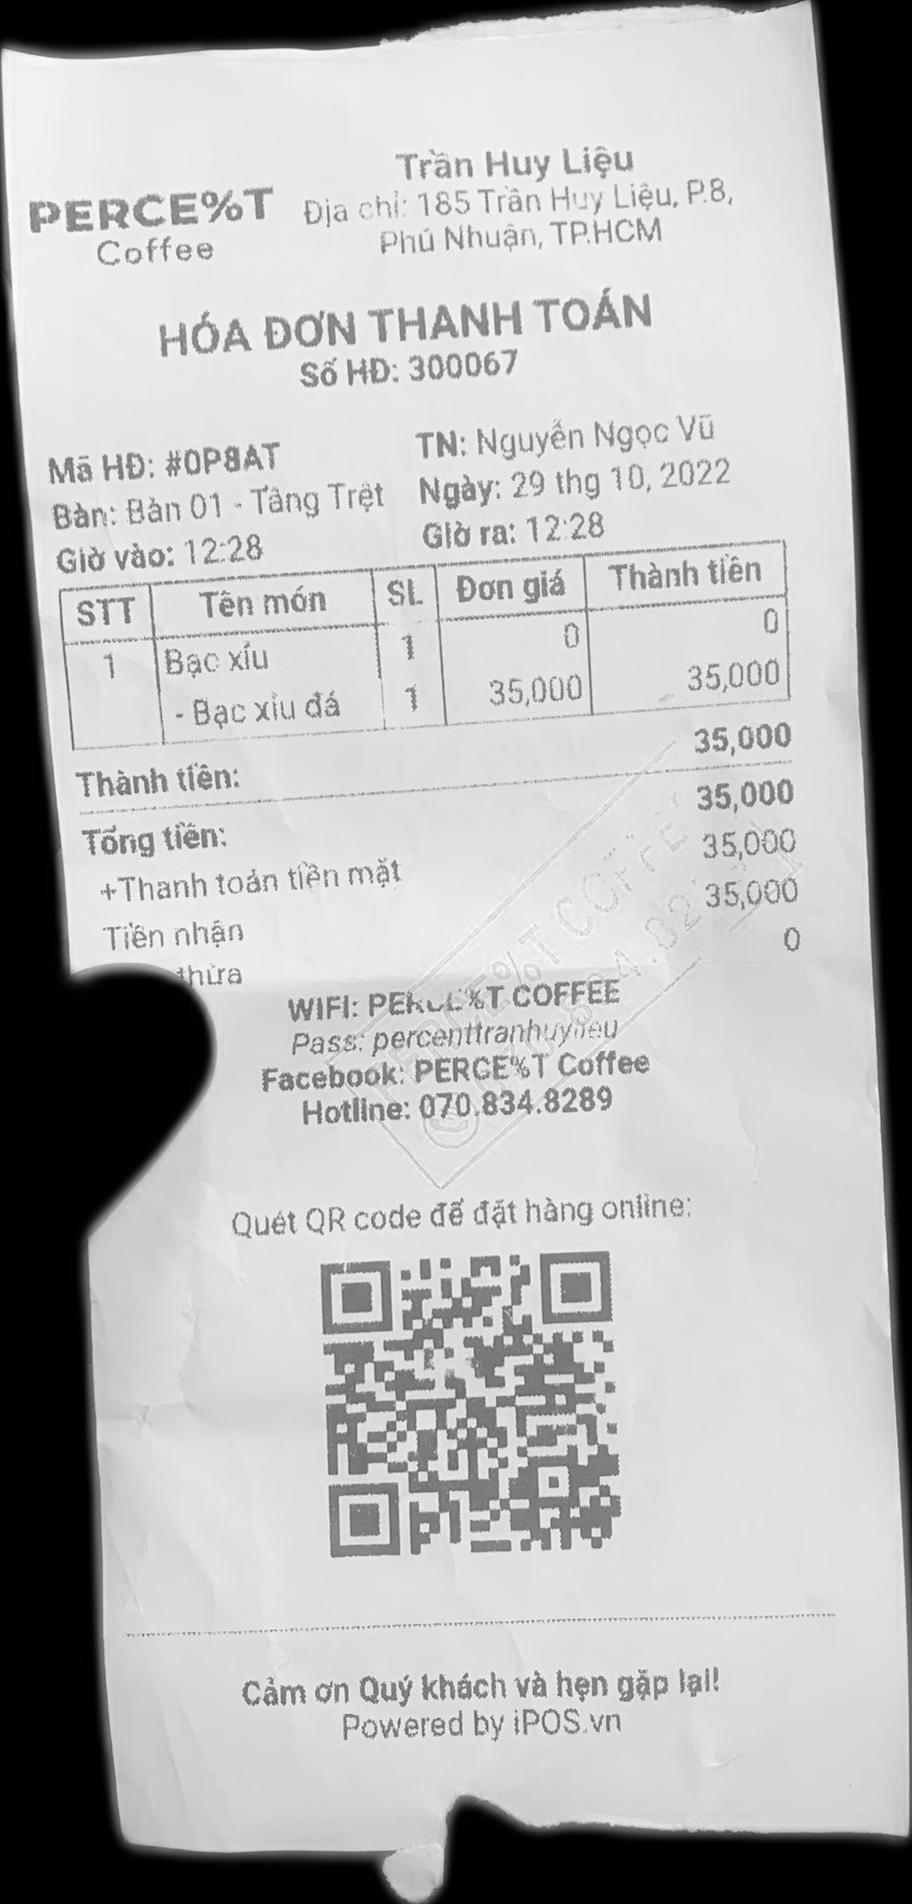 PERCE%T
Coffee
Trần Huy Liệu
Địa chỉ: 185 Trần Huy Liệu, P.8,
Phú Nhuận, TP.HCM
HÓA ĐƠN THANH TOÁN
Số HĐ: 300067
Mã HĐ: #0P8AT TN: Nguyễn Ngọc Vũ
Bàn: Bàn 01 - Tầng Trệt Ngày: 29 thg 10, 2022
Giờ vào: 12:28 Giờ ra: 12:28
STT Tên món SL Đơn giá Thành tiền
1 Bạc xỉu 1 0 0
- Bạc xỉu đá 1 35,000 35,000
Thành tiền: 35,000
Tổng tiền: 35,000
+Thanh toán tiền mặt 35,000
Tiền nhận 35,000
thừa 0
WIFI: PERCE%T COFFEE
Pass: percenttranhuylieu
Facebook: PERCE%T Coffee
Hotline: 070.834.8289
Quét QR code để đặt hàng online:
Cảm ơn Quý khách và hẹn gặp lại!
Powered by iPOS.vn